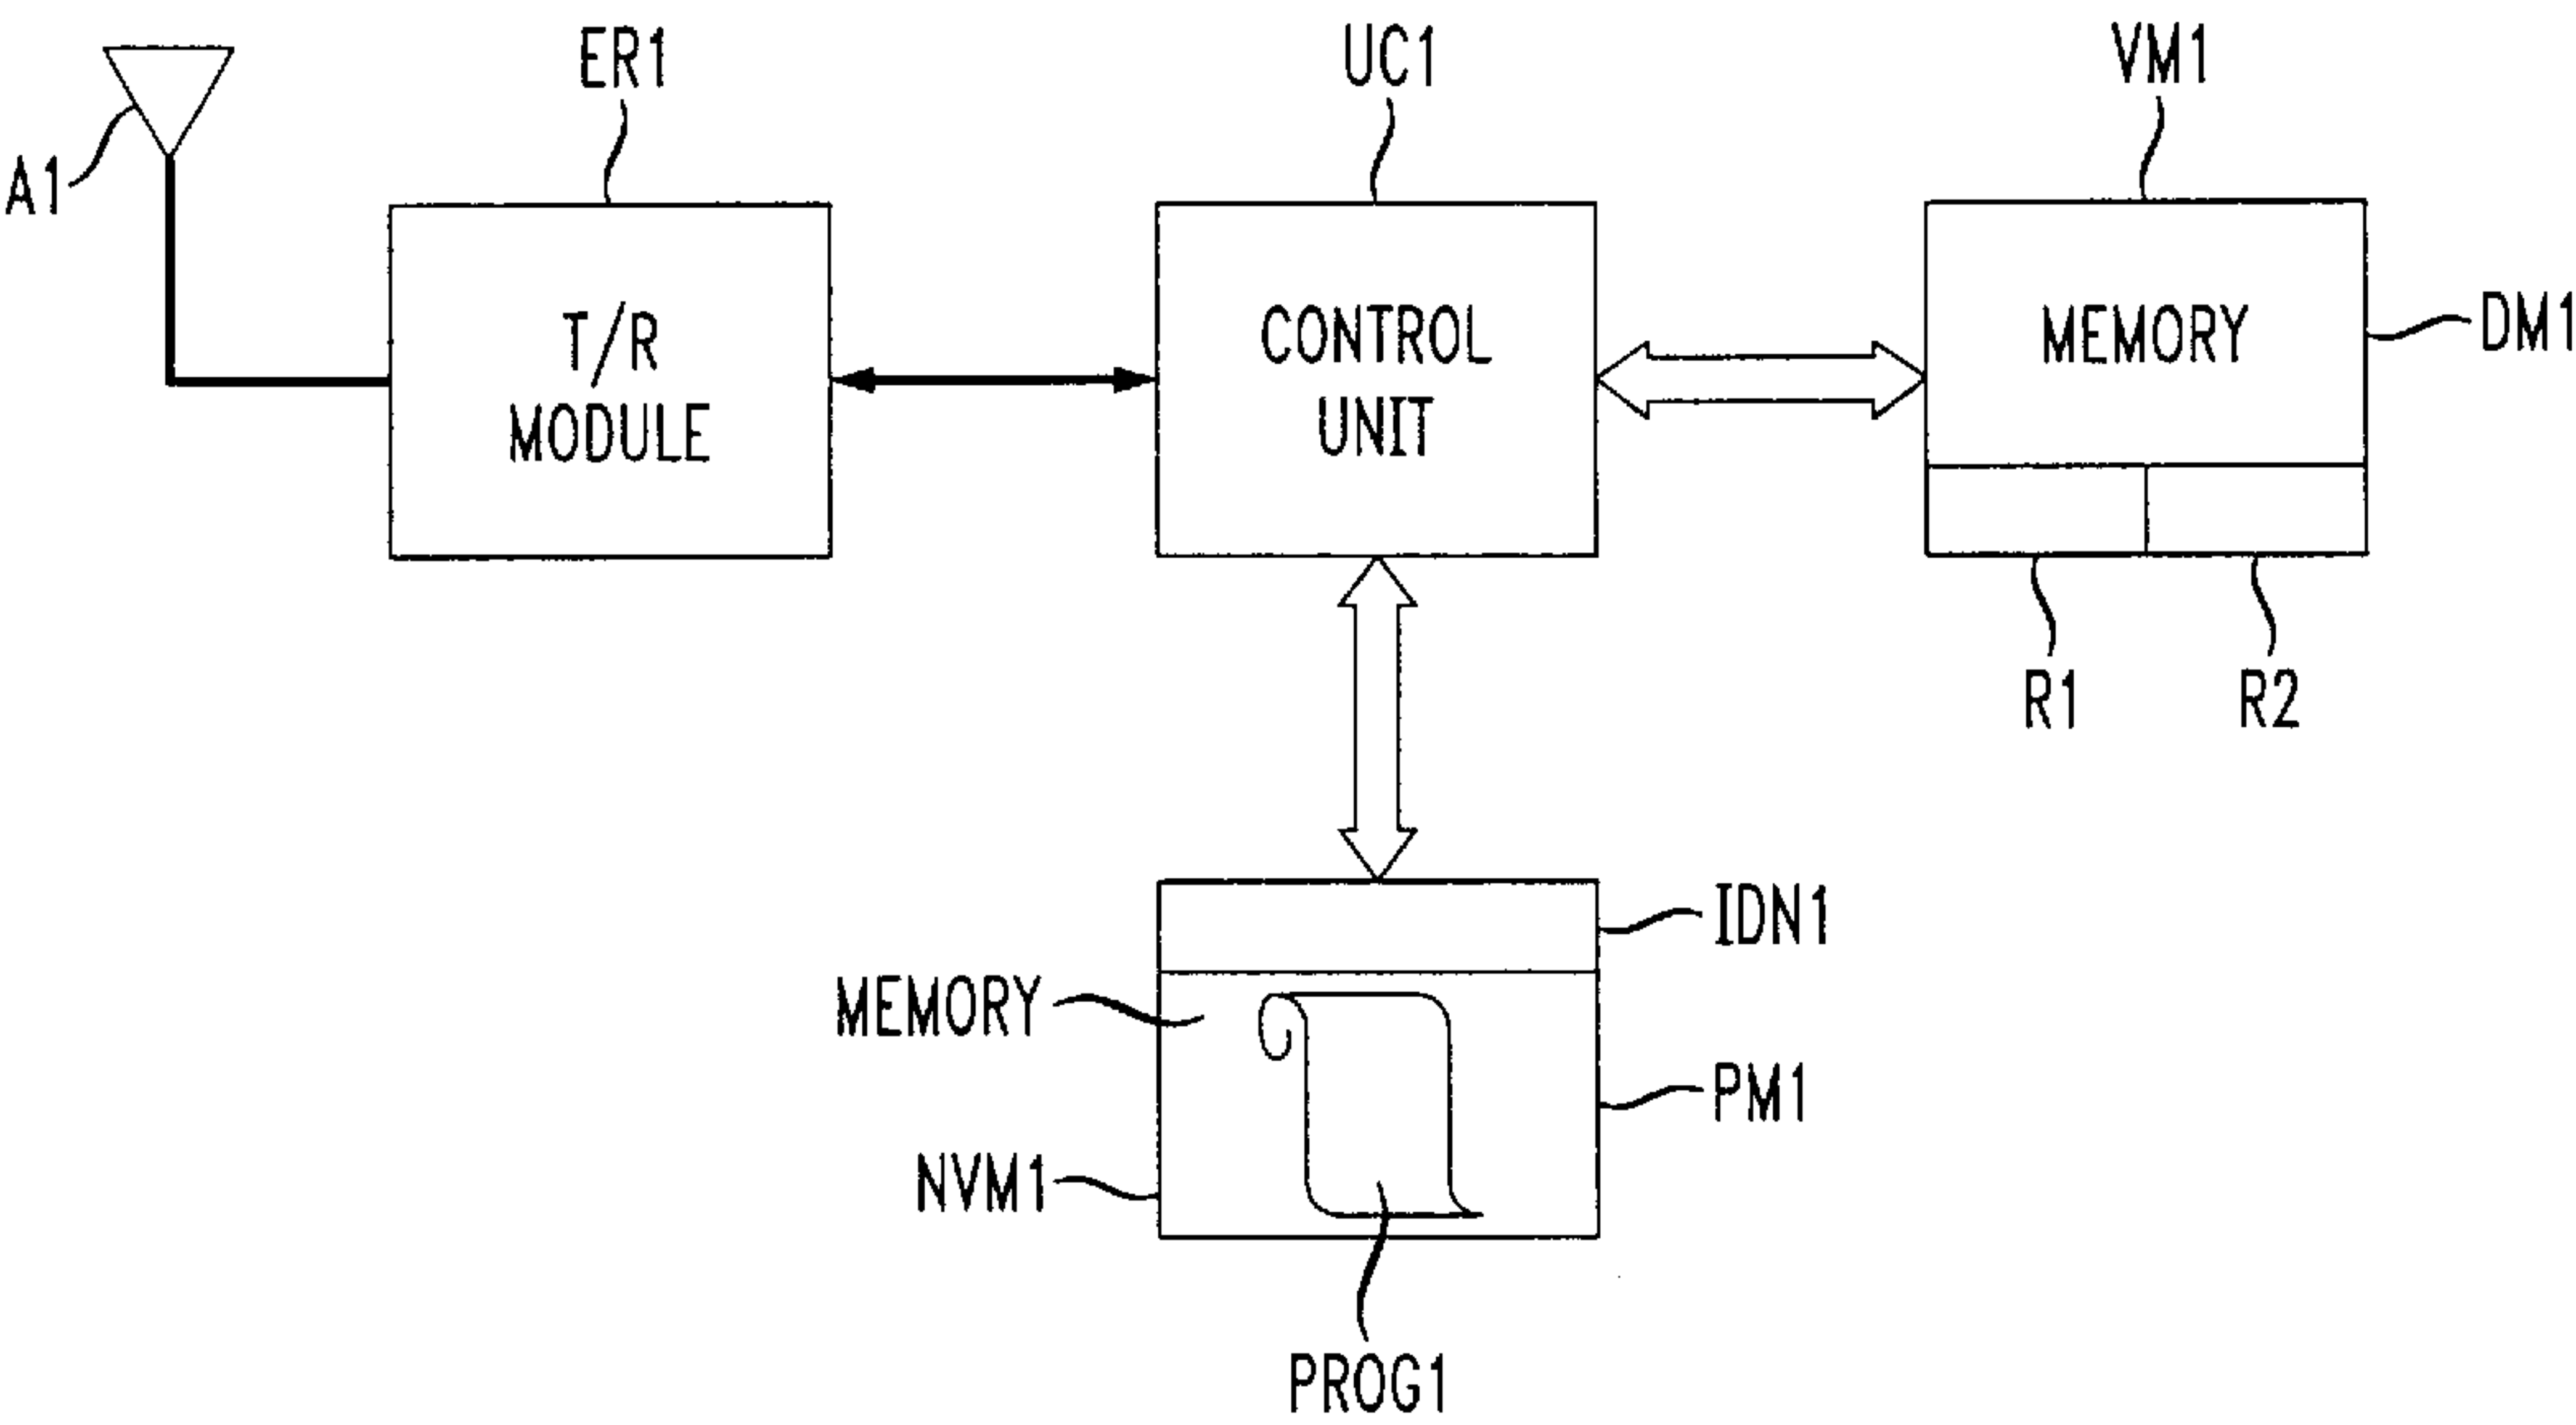 ER1
UC1
VM1
A1
T/R
MODULE
CONTROL
UNIT
MEMORY
DM1
R1
R2
IDN1
MEMORY
PM1
NVM1
PROG1